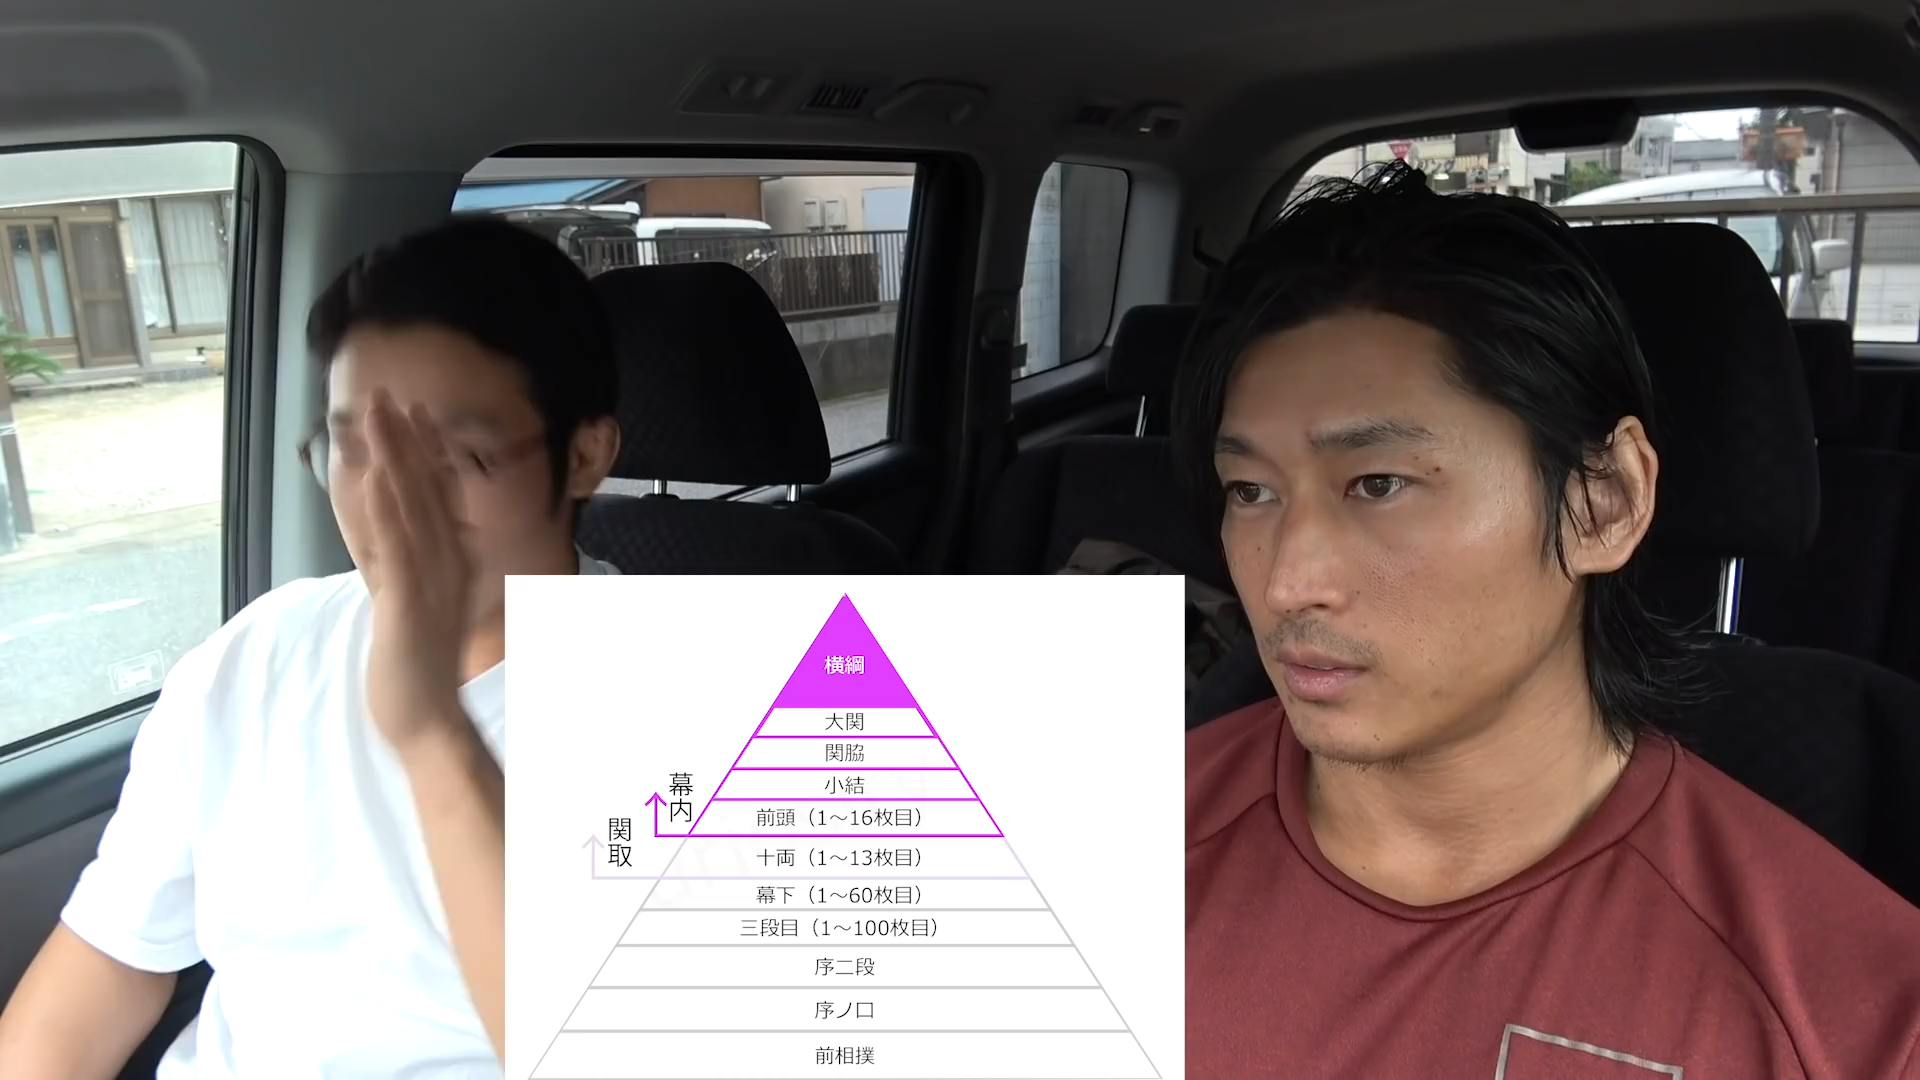 横綱
大関
関脇
小結
幕内
前頭（1～16枚目）
関取
十両（1～13枚目）
幕下（1～60枚目）
三段目（1～100枚目）
序二段
序ノ口
前相撲